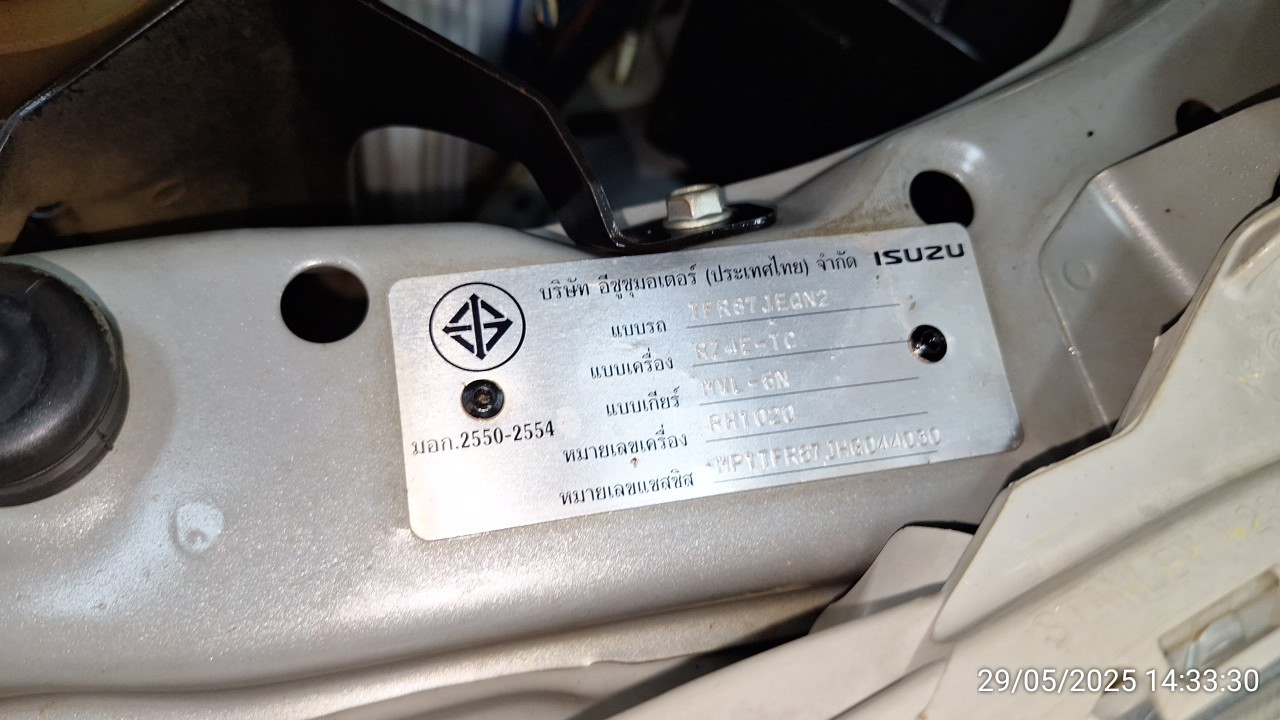 บริษัท อีซูซุมอเตอร์ (ประเทศไทย) จำกัด ISUZU
แบบรถ TFR87JEGN2
แบบเครื่อง RZ4E-TC
แบบเกียร์ MVL-6N
มอก.2550-2554
หมายเลขเครื่อง RH1020
หมายเลขแชสซิส MP1TFR87JHG044030
STANLEY
29/05/2025 14:33:30